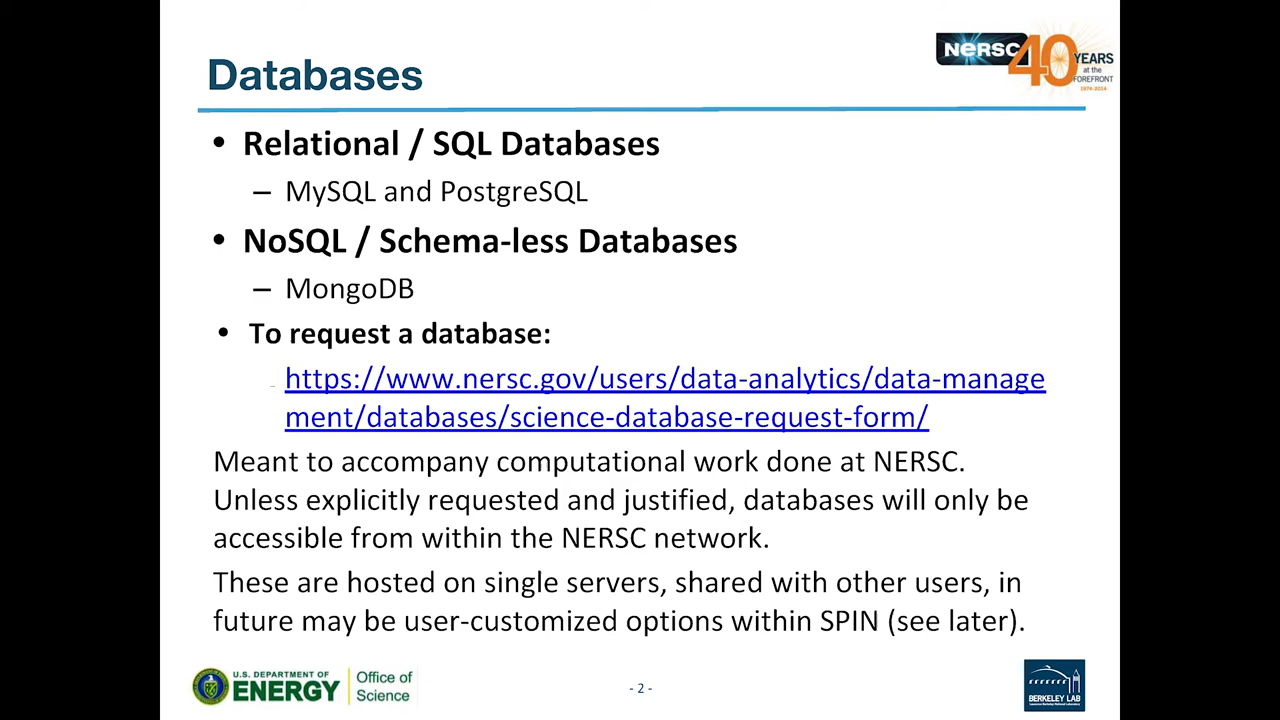 NERSC
40 YEARS
at the
FOREFRONT
1974-2014
Databases
• Relational / SQL Databases
– MySQL and PostgreSQL
• NoSQL / Schema-less Databases
– MongoDB
• To request a database:
– https://www.nersc.gov/users/data-analytics/data-manage
ment/databases/science-database-request-form/
Meant to accompany computational work done at NERSC.
Unless explicitly requested and justified, databases will only be
accessible from within the NERSC network.
These are hosted on single servers, shared with other users, in
future may be user-customized options within SPIN (see later).
U.S. DEPARTMENT OF
ENERGY
Office of
Science
- 2 -
BERKELEY LAB
Lawrence Berkeley National Laboratory